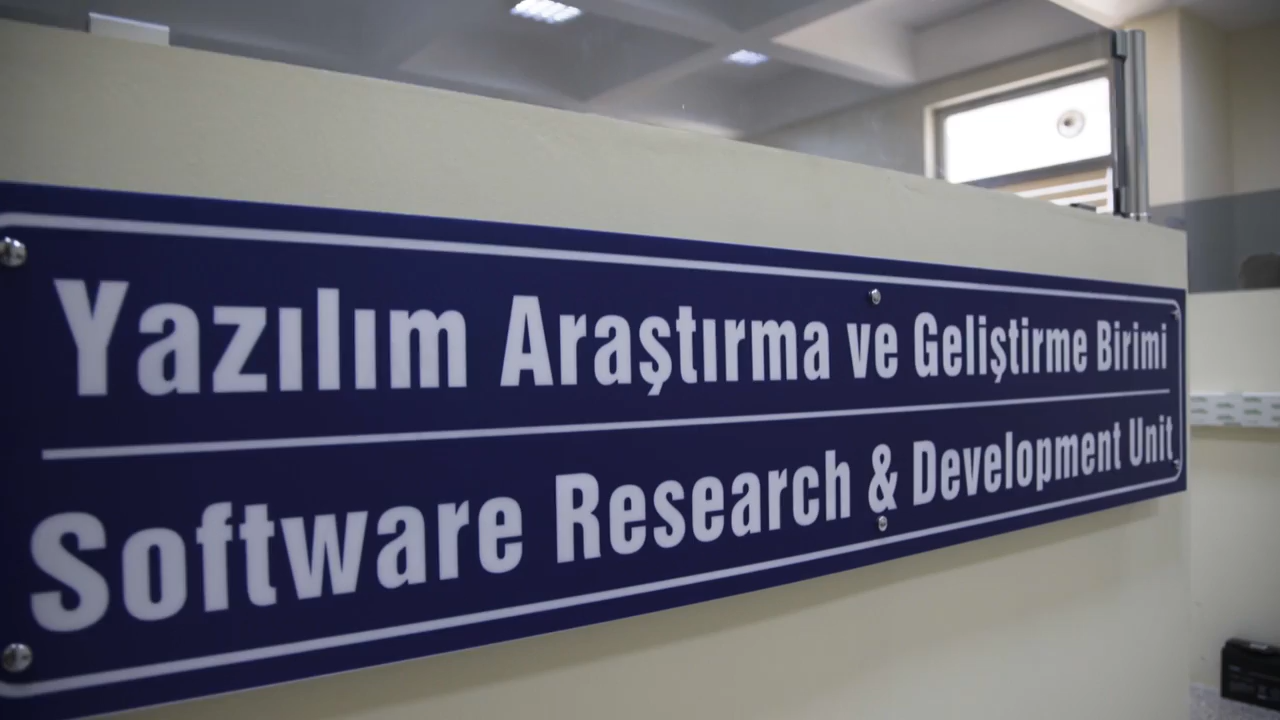 Yazılım Araştırma ve Geliştirme Birimi
Software Research & Development Unit